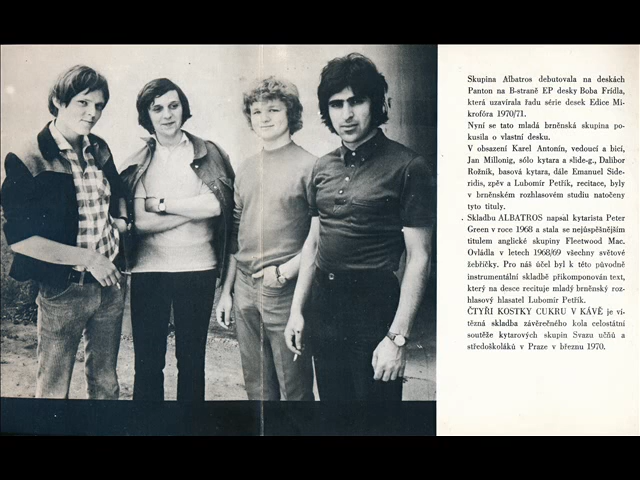 Skupina Albatros debutovala na deskách
Panton na B-straně EP desky Boba Frídla,
která uzavírala řadu série desek Edice Mi-
krofóra 1970/71.
Nyní se tato mladá brněnská skupina po-
kusila o vlastní desku.
V obsazení Karel Antonín, vedoucí a bicí,
Jan Millonig, sólo kytara a slide-g., Dalibor
Rožník, basová kytara, dále Emanuel Side-
ridis, zpěv a Lubomír Petřík, recitace, byly
v brněnském rozhlasovém studiu natočeny
tyto tituly.
Skladbu ALBATROS napsal kytarista Peter
Green v roce 1968 a stala se nejúspěšnějším
titulem anglické skupiny Fleetwood Mac.
Ovládla v letech 1968/69 všechny světové
žebříčky. Pro náš účel byl k této původně
instrumentální skladbě přikomponován text,
který na desce recituje mladý brněnský roz-
hlasový hlasatel Lubomír Petřík.
ČTYŘI KOSTKY CUKRU V KÁVĚ je ví-
tězná skladba závěrečného kola celostátní
soutěže kytarových skupin Svazu učňů a
středoškoláků v Praze v březnu 1970.